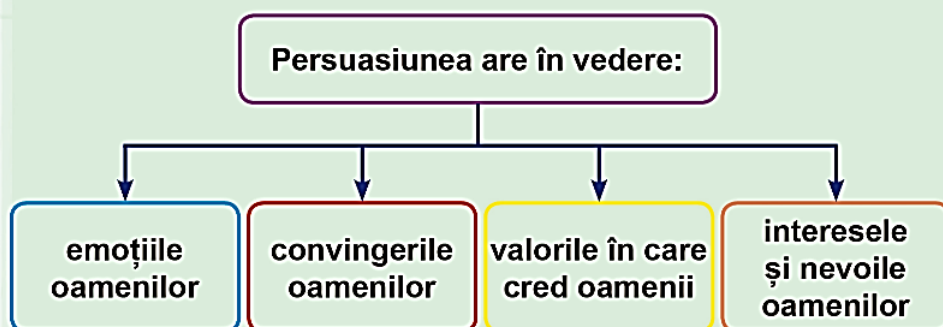 Persuasiunea are în vedere:
emoțiile
oamenilor
convingerile
oamenilor
valorile în care
cred oamenii
interesele
și nevoile
oamenilor